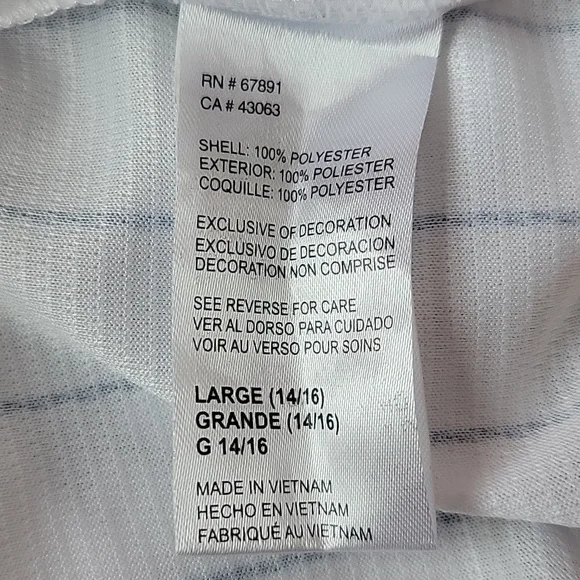 RN # 67891
CA # 43063
SHELL: 100% POLYESTER
EXTERIOR: 100% POLIESTER
COQUILLE: 100% POLYESTER
EXCLUSIVE OF DECORATION
EXCLUSIVO DE DECORACION
DECORATION NON COMPRISE
SEE REVERSE FOR CARE
VER AL DORSO PARA CUIDADO
VOIR AU VERSO POUR SOINS
LARGE (14/16)
GRANDE (14/16)
G 14/16
MADE IN VIETNAM
HECHO EN VIETNAM
FABRIQUÉ AU VIETNAM